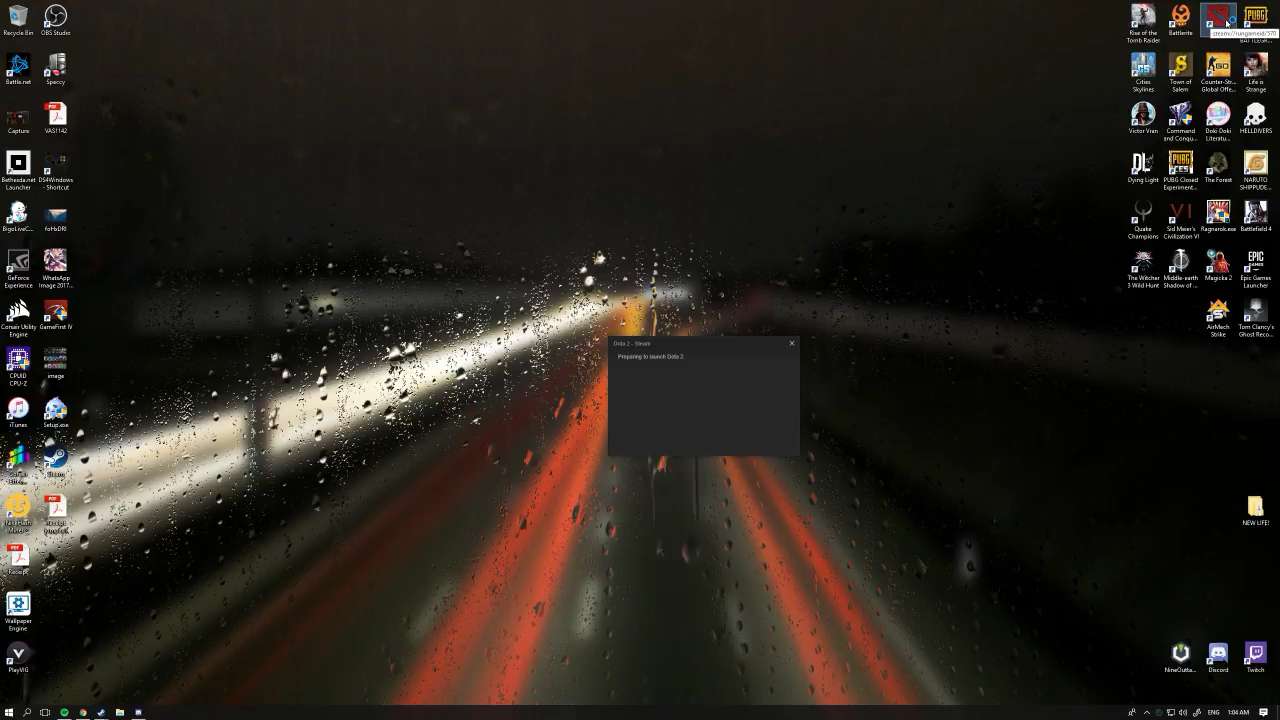 Recycle Bin
OBS Studio
Battle.net
Speccy
Capture
VAS1142
Bethesda.net
Launcher
DS4Windows
- Shortcut
BigoLiveC...
foHxDRI
GeForce
Experience
WhatsApp
Image 2017...
Corsair Utility
Engine
GameFirst IV
CPUID
CPU-Z
image
iTunes
Setup.exe
Steam
Receipt
Wallpaper
Engine
PlayVIG
Dota 2 - Steam
Preparing to launch Dota 2
Rise of the
Tomb Raider
Battlerite
steam://rungameid/570
PUBG
Cities
Skylines
Town of
Salem
Counter-Str...
Global Offe...
Life is
Strange
Victor Vran
Command
and Conqu...
Doki Doki
Literatu...
HELLDIVERS
Dying Light
PUBG Closed
Experiment...
The Forest
NARUTO
SHIPPUDE...
Quake
Champions
Sid Meier's
Civilization VI
Ragnarok.exe
Battlefield 4
The Witcher
3 Wild Hunt
Middle-earth
Shadow of ...
Magicka 2
Epic Games
Launcher
AirMech
Strike
Tom Clancy's
Ghost Reco...
NEW LIFE!
NineOutta...
Discord
Twitch
ENG
1:04 AM